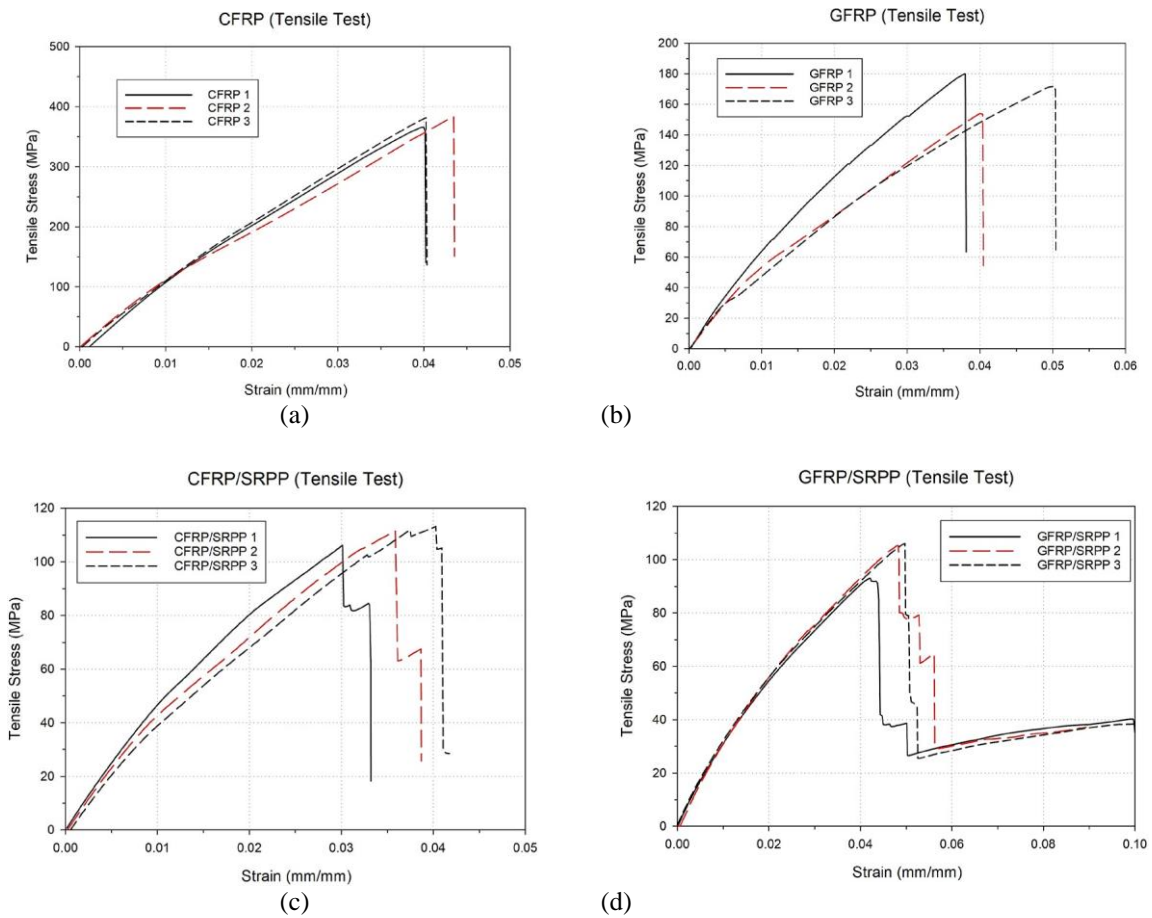 CFRP (Tensile Test)
500
400
300
200
100
0
Tensile Stress (MPa)
CFRP 1
CFRP 2
CFRP 3
0.00 0.01 0.02 0.03 0.04 0.05
Strain (mm/mm)
(a)
GFRP (Tensile Test)
200
180
160
140
120
100
80
60
40
20
0
Tensile Stress (MPa)
GFRP 1
GFRP 2
GFRP 3
0.00 0.01 0.02 0.03 0.04 0.05 0.06
Strain (mm/mm)
(b)
CFRP/SRPP (Tensile Test)
120
100
80
60
40
20
0
Tensile Stress (MPa)
CFRP/SRPP 1
CFRP/SRPP 2
CFRP/SRPP 3
0.00 0.01 0.02 0.03 0.04 0.05
Strain (mm/mm)
(c)
GFRP/SRPP (Tensile Test)
120
100
80
60
40
20
0
Tensile Stress (MPa)
GFRP/SRPP 1
GFRP/SRPP 2
GFRP/SRPP 3
0.00 0.02 0.04 0.06 0.08 0.10
Strain (mm/mm)
(d)